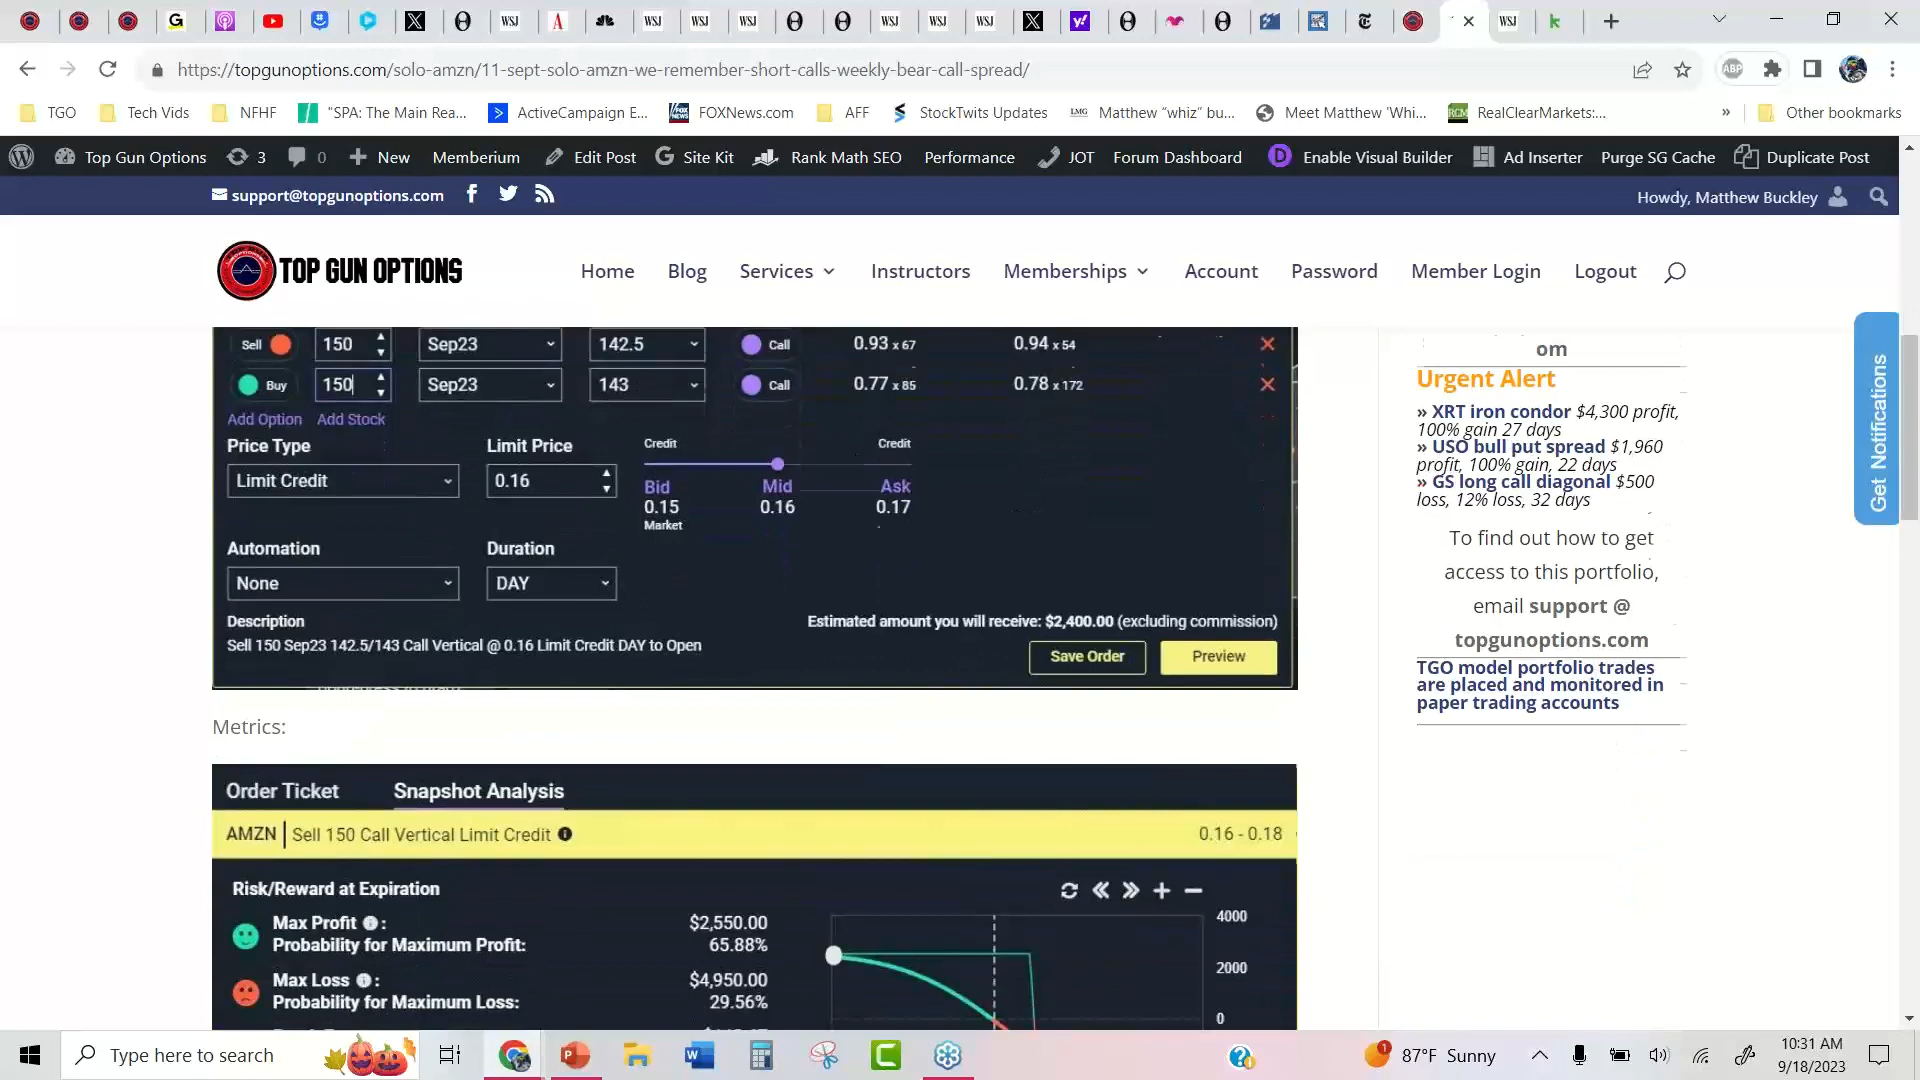 https://topgunoptions.com/solo-amzn/11-sept-solo-amzn-we-remember-short-calls-weekly-bear-call-spread/
TGO
Tech Vids
NFHF
"SPA: The Main Rea...
ActiveCampaign E...
FOXNews.com
AFF
StockTwits Updates
Matthew “whiz” bu...
Meet Matthew 'Whi...
RealClearMarkets:...
»
Other bookmarks
Top Gun Options
3
0
New
Memberium
Edit Post
Site Kit
Rank Math SEO
Performance
JOT
Forum Dashboard
Enable Visual Builder
Ad Inserter
Purge SG Cache
Duplicate Post
support@topgunoptions.com
Howdy, Matthew Buckley
TOP GUN OPTIONS
Home
Blog
Services
Instructors
Memberships
Account
Password
Member Login
Logout
Sell 150 Sep23 142.5 Call 0.93 x 67 0.94 x 54
Buy 150 Sep23 143 Call 0.77 x 85 0.78 x 172
Add Option Add Stock
Price Type
Limit Price
Credit
Credit
Limit Credit
0.16
Bid
Mid
Ask
0.15
0.16
0.17
Market
Automation
Duration
None
DAY
Description
Estimated amount you will receive: $2,400.00 (excluding commission)
Sell 150 Sep23 142.5/143 Call Vertical @ 0.16 Limit Credit DAY to Open
Save Order
Preview
Metrics:
Order Ticket
Snapshot Analysis
AMZN | Sell 150 Call Vertical Limit Credit
0.16 - 0.18
Risk/Reward at Expiration
Max Profit : $2,550.00
Probability for Maximum Profit: 65.88%
Max Loss : $4,950.00
Probability for Maximum Loss: 29.56%
4000
2000
0
om
Urgent Alert
» XRT iron condor $4,300 profit,
100% gain 27 days
» USO bull put spread $1,960
profit, 100% gain, 22 days
» GS long call diagonal $500
loss, 12% loss, 32 days
To find out how to get
access to this portfolio,
email support @
topgunoptions.com
TGO model portfolio trades
are placed and monitored in
paper trading accounts
Get Notifications
Type here to search
87°F Sunny
10:31 AM
9/18/2023